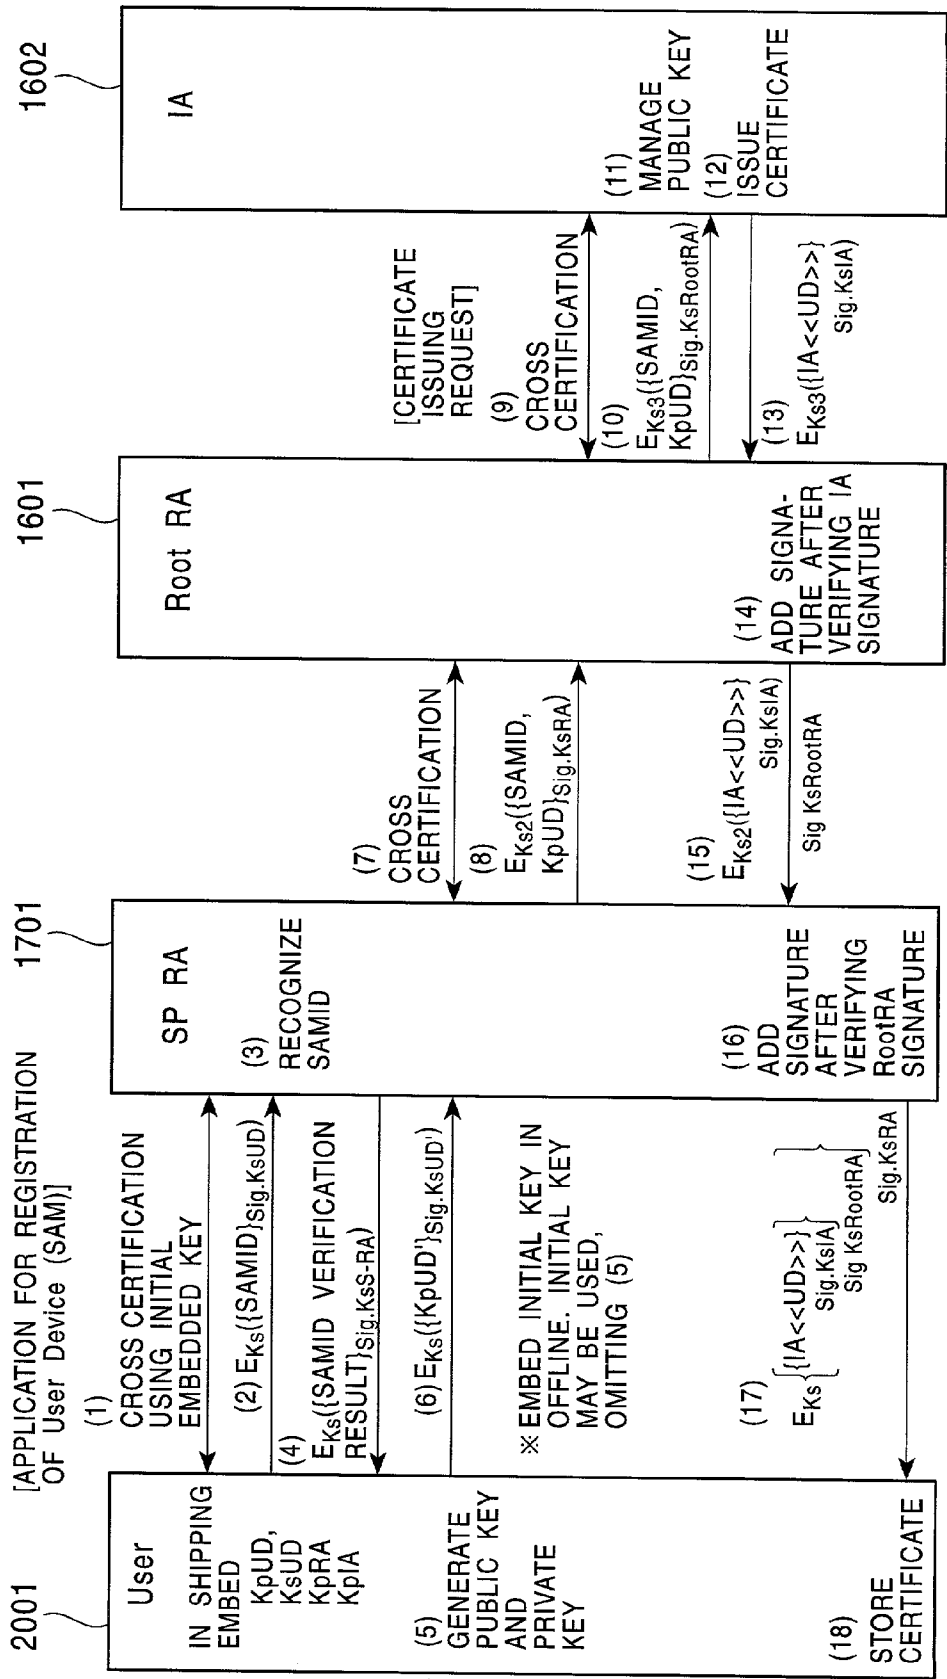 [APPLICATION FOR REGISTRATION
OF User Device (SAM)]
2001
1701
1601
1602
User
IN SHIPPING
EMBED
KpUD,
KsUD
KpRA
KpIA
(5)
GENERATE
PUBLIC KEY
AND
PRIVATE
KEY
(18)
STORE
CERTIFICATE
(1)
CROSS CERTIFICATION
USING INITIAL
EMBEDDED KEY
(2) EKs({SAMID}Sig.KsUD)
(4)
EKs({SAMID VERIFICATION
RESULT}Sig.KsS-RA)
(6) EKs({KpUD'}Sig.KsUD')
※ EMBED INITIAL KEY IN
OFFLINE. INITIAL KEY
MAY BE USED,
OMITTING (5)
(17)
EKs{{{IA<<UD>>}
Sig.KsIA}
Sig KsRootRA}
Sig.KsRA
SP RA
(3)
RECOGNIZE
SAMID
(16)
ADD
SIGNATURE
AFTER
VERIFYING
RootRA
SIGNATURE
(7)
CROSS
CERTIFICATION
(8)
EKs2({SAMID,
KpUD}Sig.KsRA)
(15)
EKs2({IA<<UD>>}
Sig.KsIA)
Sig KsRootRA
Root RA
(14)
ADD SIGNA-
TURE AFTER
VERIFYING IA
SIGNATURE
[CERTIFICATE
ISSUING
REQUEST]
(9)
CROSS
CERTIFICATION
(10)
EKs3({SAMID,
KpUD}Sig.KsRootRA)
(13)
EKs3({IA<<UD>>}
Sig.KsIA)
IA
(11)
MANAGE
PUBLIC KEY
(12)
ISSUE
CERTIFICATE